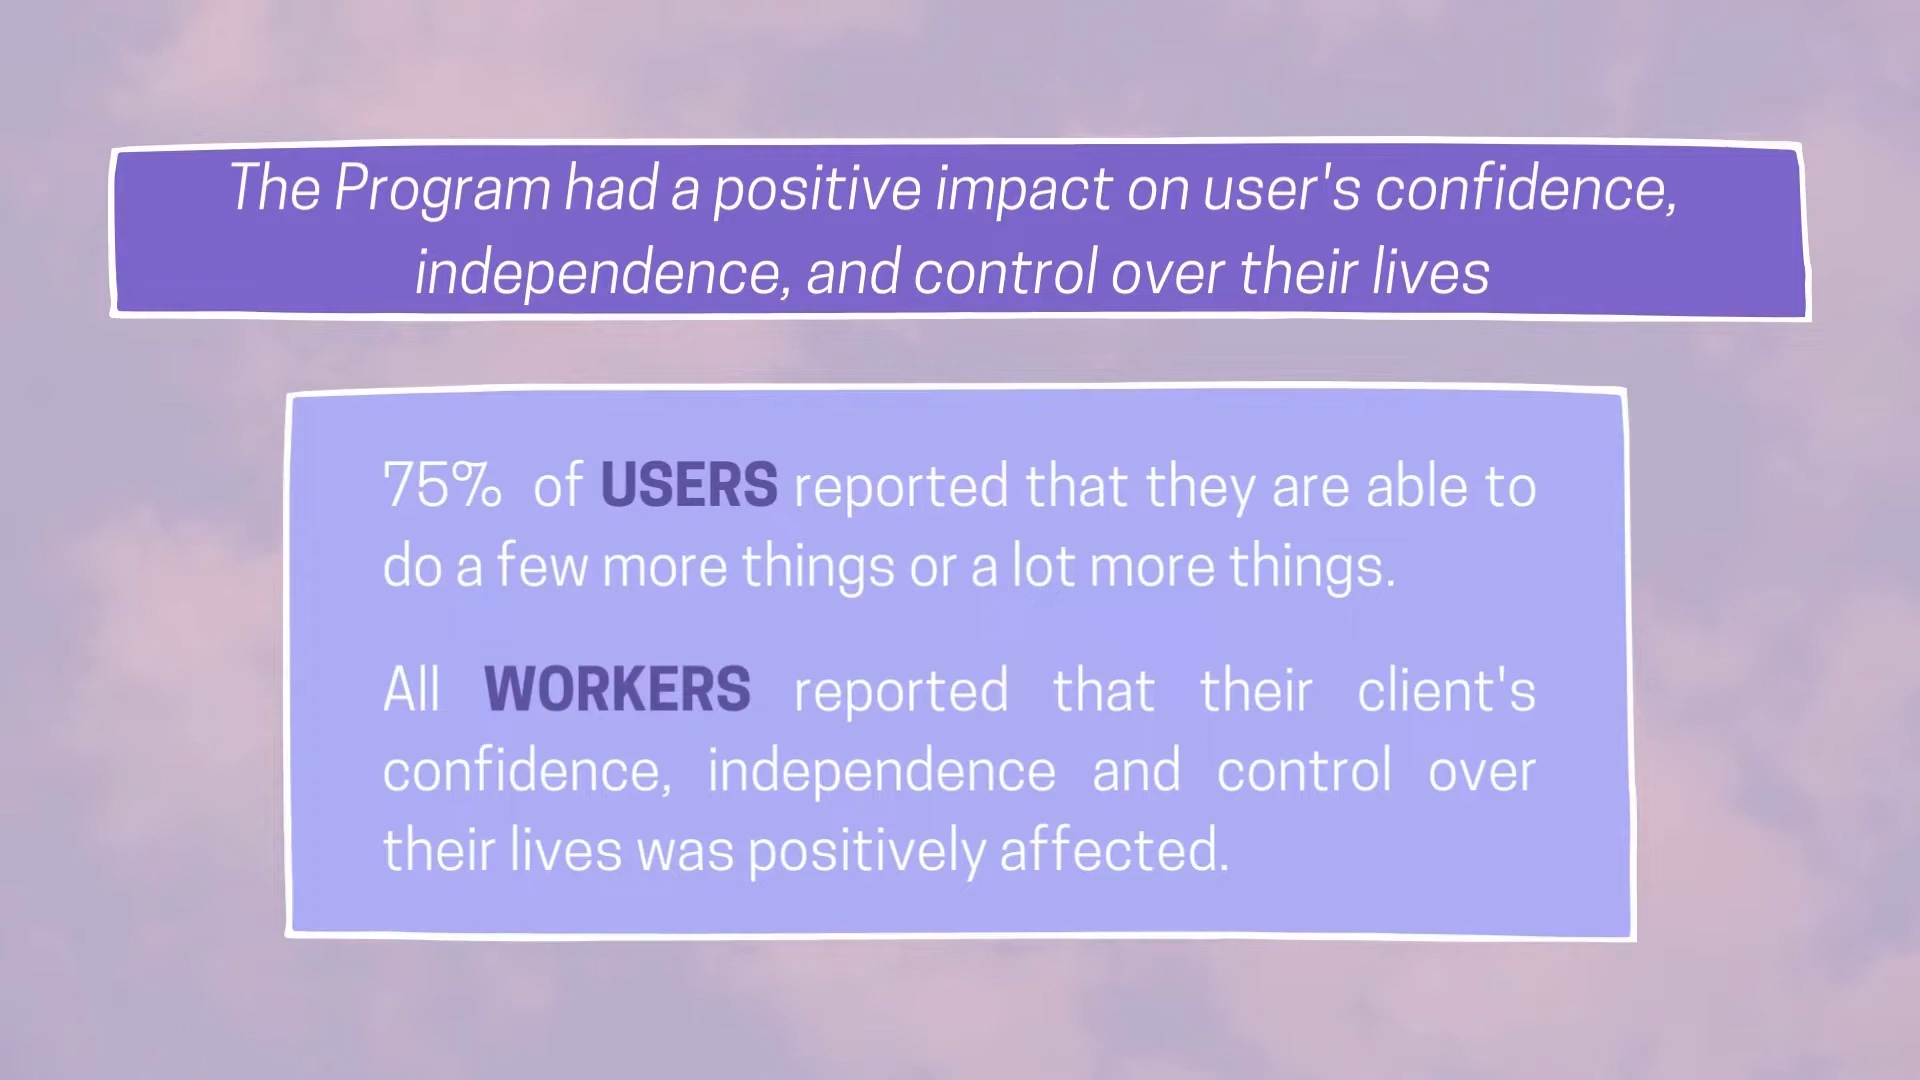 The Program had a positive impact on user's confidence,
independence, and control over their lives
75% of USERS reported that they are able to
do a few more things or a lot more things.
All WORKERS reported that their client's
confidence, independence and control over
their lives was positively affected.